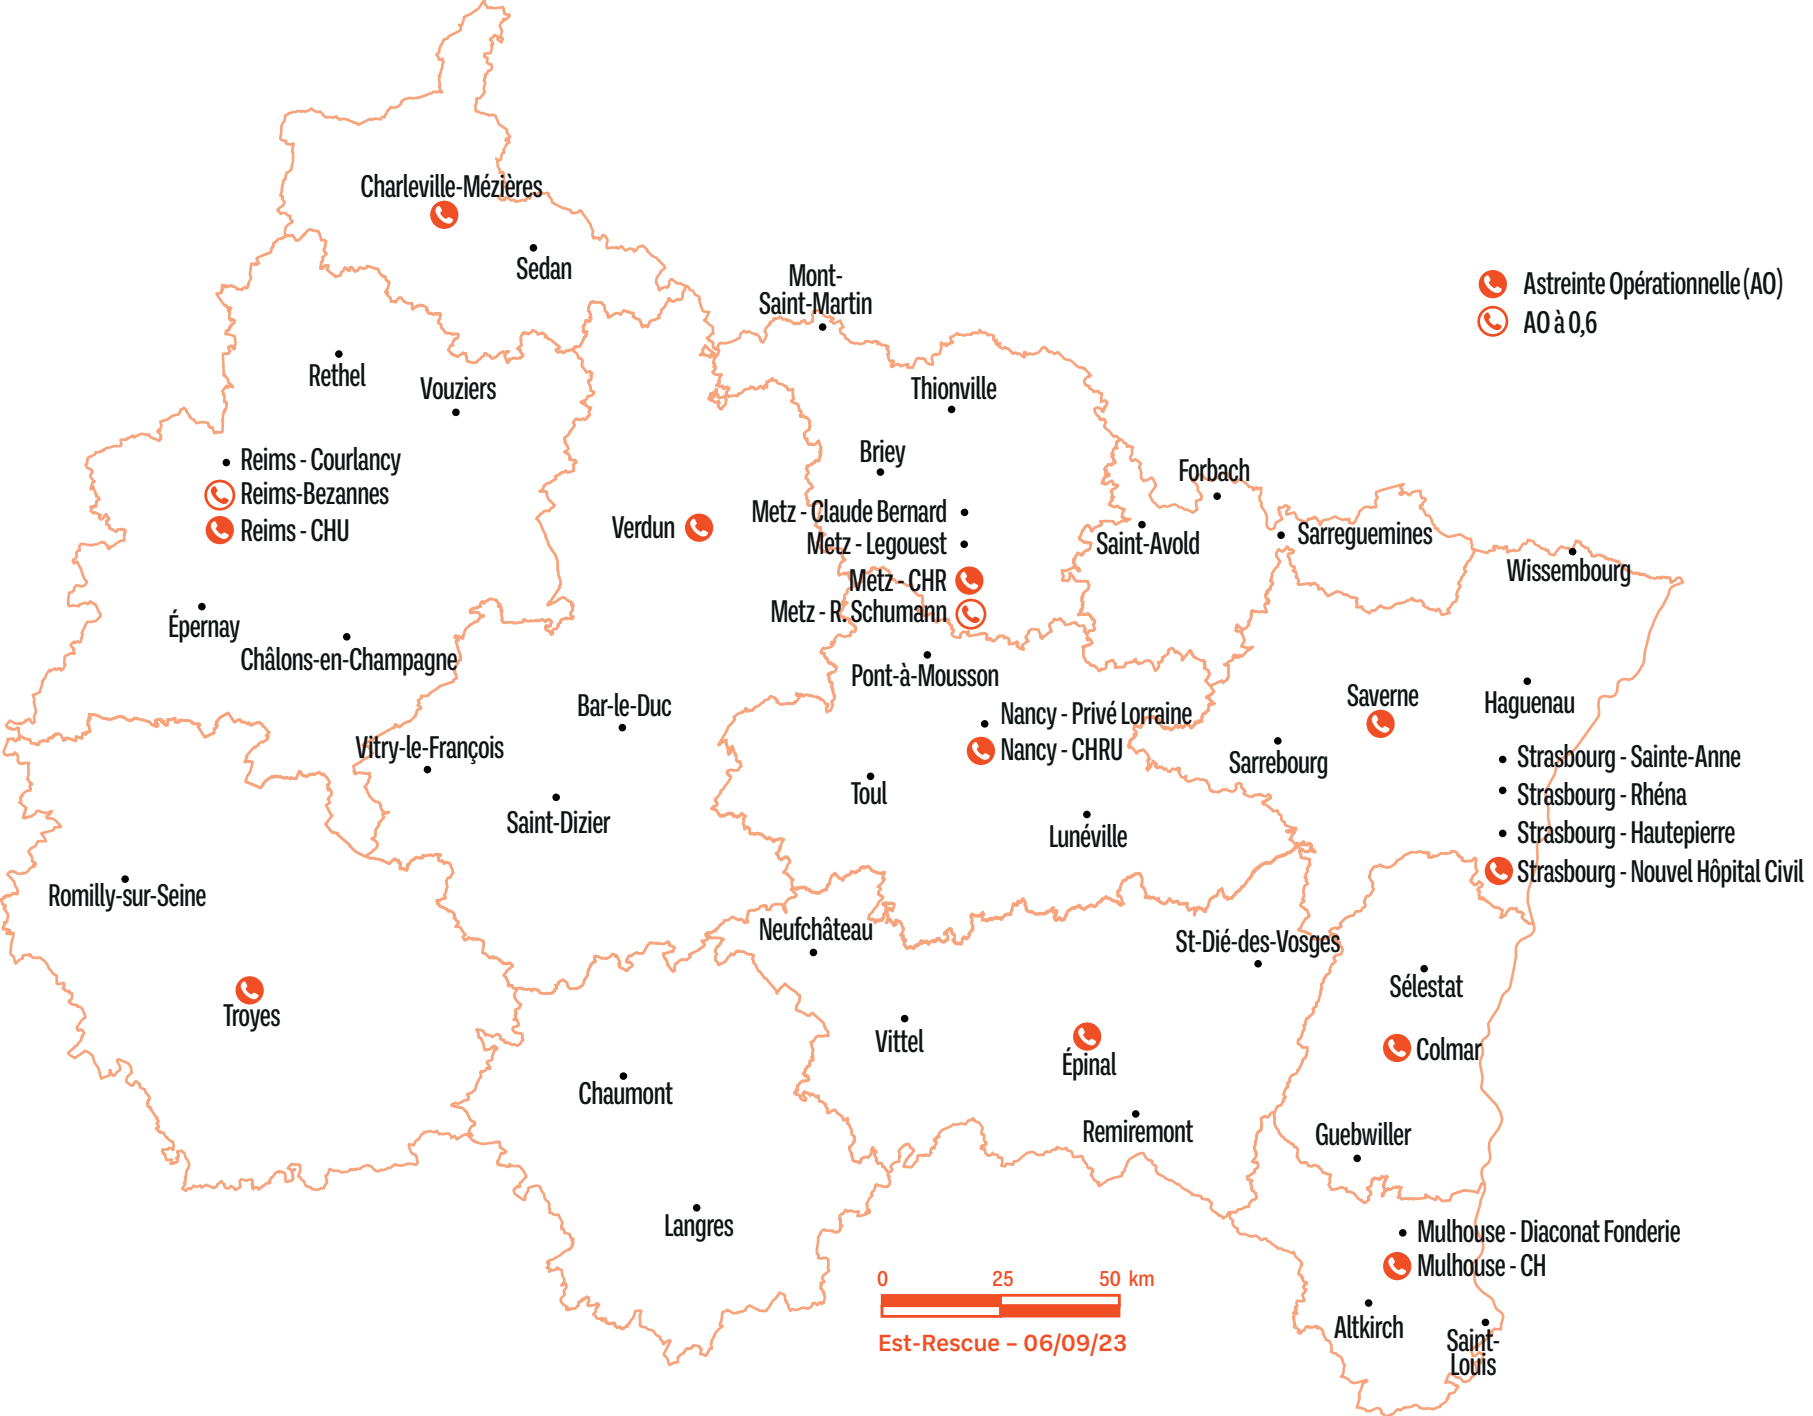 Charleville-Mézières
Sedan
Mont-
Saint-Martin
Astreinte Opérationnelle (AO)
AO à 0,6
Rethel
Vouziers
Thionville
Briey
Forbach
Reims - Courlancy
Reims-Bezannes
Reims - CHU
Verdun
Metz - Claude Bernard
Metz - Legouest
Metz - CHR
Metz - R. Schumann
Saint-Avold
Sarreguemines
Wissembourg
Épernay
Châlons-en-Champagne
Pont-à-Mousson
Bar-le-Duc
Nancy - Privé Lorraine
Nancy - CHRU
Saverne
Haguenau
Vitry-le-François
Sarrebourg
Strasbourg - Sainte-Anne
Strasbourg - Rhéna
Strasbourg - Hautepierre
Strasbourg - Nouvel Hôpital Civil
Toul
Saint-Dizier
Lunéville
Romilly-sur-Seine
Neufchâteau
St-Dié-des-Vosges
Sélestat
Troyes
Vittel
Épinal
Colmar
Chaumont
Remiremont
Guebwiller
Langres
Mulhouse - Diaconat Fonderie
Mulhouse - CH
Altkirch
Saint-
Louis
0 25 50 km
Est-Rescue – 06/09/23